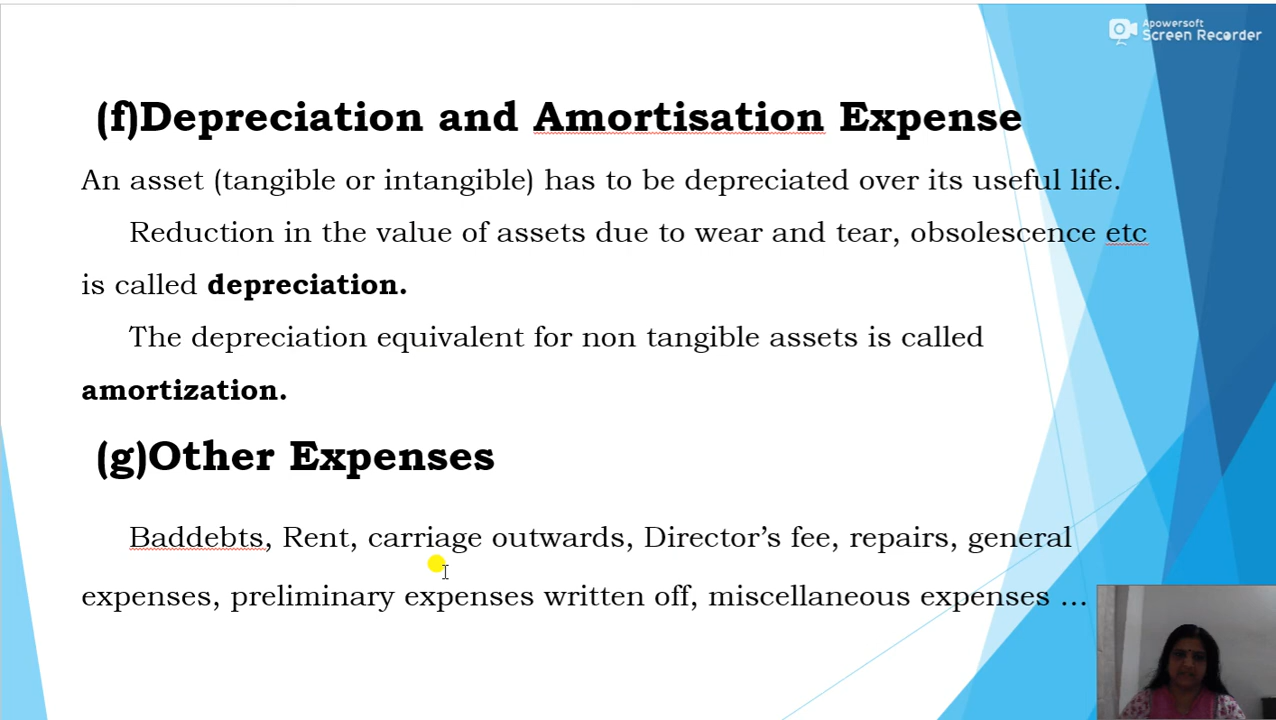 Apowersoft
Screen Recorder
(f)Depreciation and Amortisation Expense
An asset (tangible or intangible) has to be depreciated over its useful life.
Reduction in the value of assets due to wear and tear, obsolescence etc
is called depreciation.
The depreciation equivalent for non tangible assets is called
amortization.
(g)Other Expenses
Baddebts, Rent, carriage outwards, Director’s fee, repairs, general
expenses, preliminary expenses written off, miscellaneous expenses ...